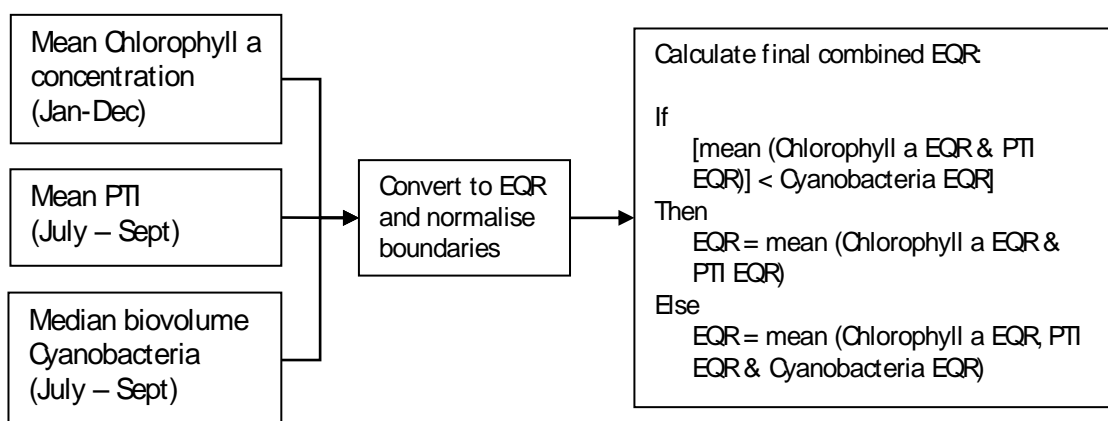 Mean Chlorophyll a
concentration
(Jan-Dec)
Mean PTI
(July – Sept)
Median biovolume
Cyanobacteria
(July – Sept)
Convert to EQR
and normalise
boundaries
Calculate final combined EQR:
If
[mean (Chlorophyll a EQR & PTI
EQR)] < Cyanobacteria EQR]
Then
EQR = mean (Chlorophyll a EQR &
PTI EQR)
Else
EQR = mean (Chlorophyll a EQR, PTI
EQR & Cyanobacteria EQR)